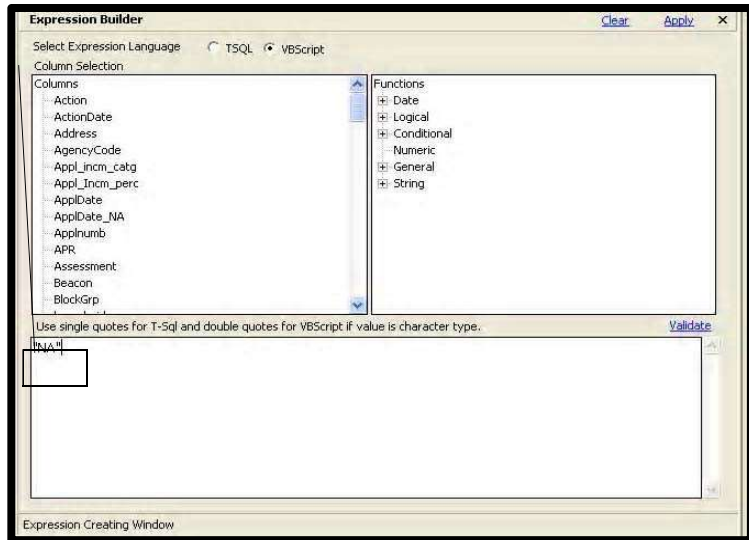 Expression Builder Clear Apply ×
Select Expression Language TSQL VBScript
Column Selection
Columns
Action
ActionDate
Address
AgencyCode
Appl_incm_catg
Appl_Incm_perc
ApplDate
ApplDate_NA
Applnumb
APR
Assessment
Beacon
BlockGrp
Functions
Date
Logical
Conditional
Numeric
General
String
Use single quotes for T-Sql and double quotes for VBScript if value is character type. Validate
"NA"
Expression Creating Window